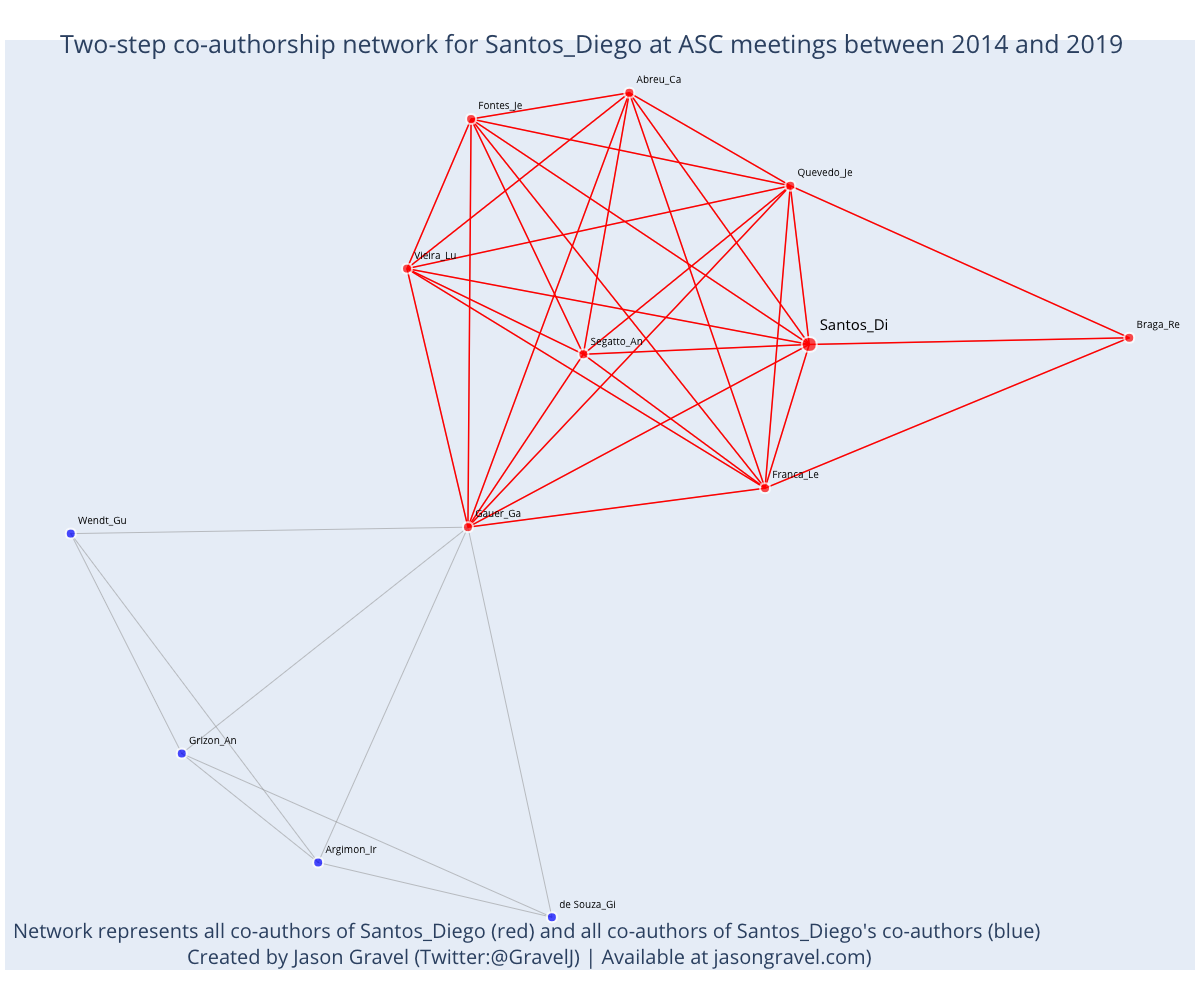 Two-step co-authorship network for Santos_Diego at ASC meetings between 2014 and 2019
Abreu_Ca
Fontes_Je
Quevedo_Je
Vieira_Lu
Santos_Di
Braga_Re
Segatto_An
Franca_Le
Gauer_Ga
Wendt_Gu
Grizon_An
Argimon_Ir
de Souza_Gi
Network represents all co-authors of Santos_Diego (red) and all co-authors of Santos_Diego's co-authors (blue)
Created by Jason Gravel (Twitter:@GravelJ) | Available at jasongravel.com)